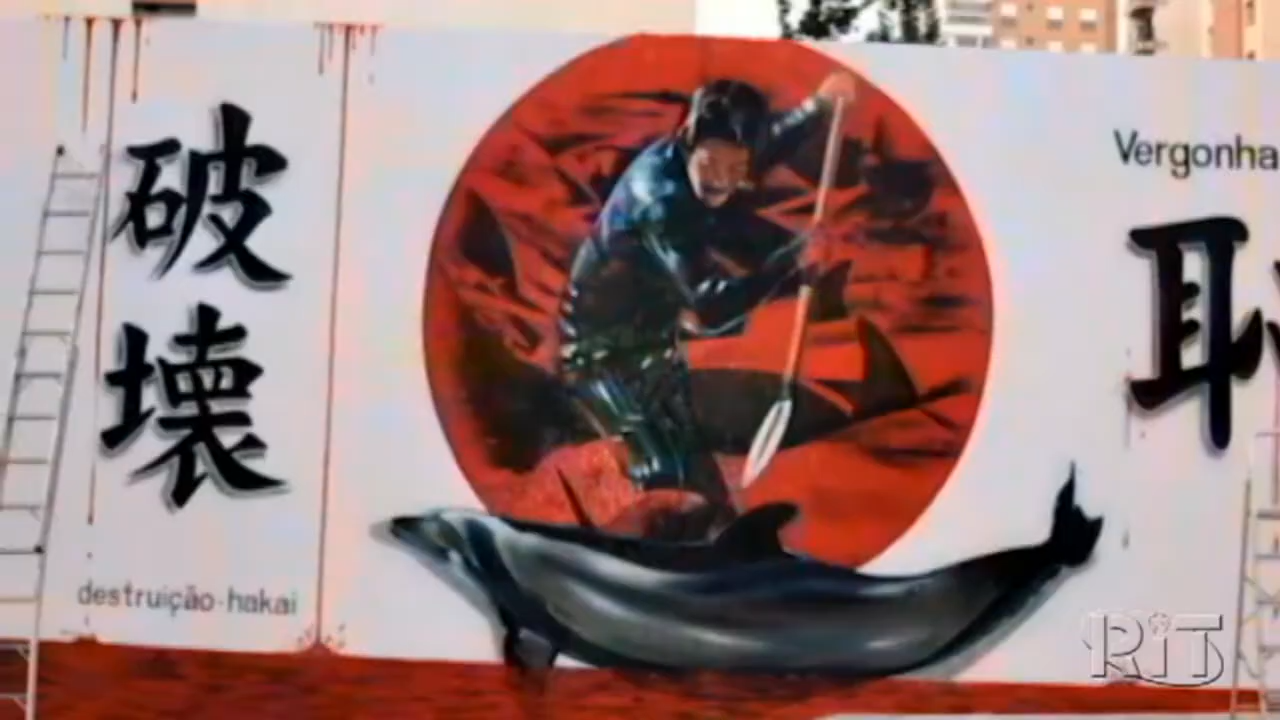 破
壊
destruição-hakai
Vergonha
RiT